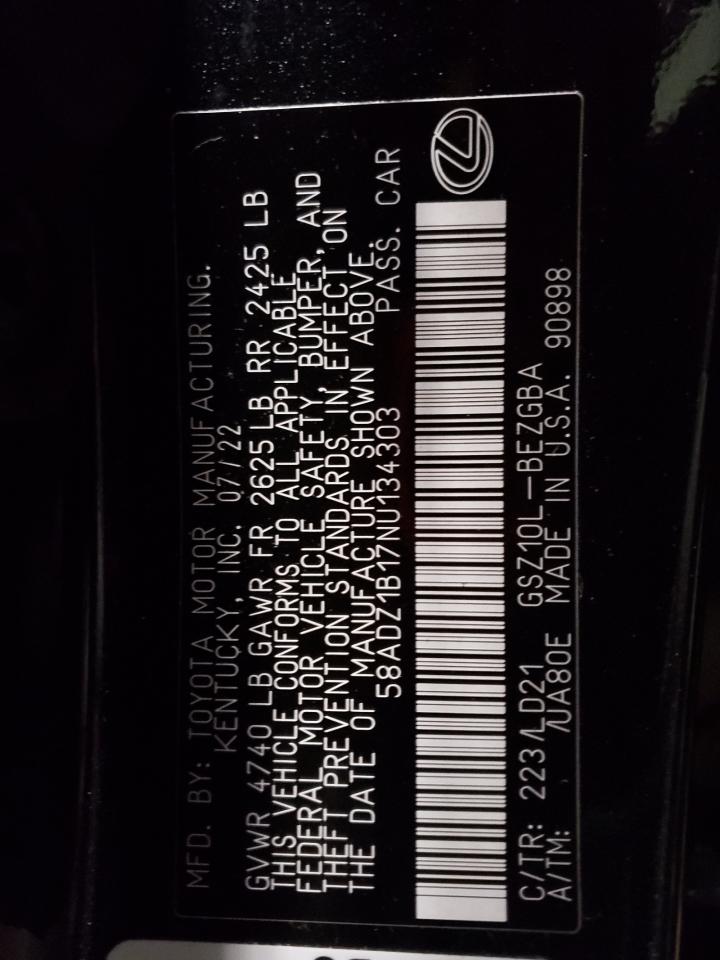 MFD. BY: TOYOTA MOTOR MANUFACTURING.
KENTUCKY, INC. 07/22
GVWR 4740 LB GAWR FR 2625 LB RR 2425 LB
THIS VEHICLE CONFORMS TO ALL APPLICABLE
FEDERAL MOTOR VEHICLE SAFETY, BUMPER, AND
THEFT PREVENTION STANDARDS IN EFFECT ON
THE DATE OF MANUFACTURE SHOWN ABOVE.
58ADZ1B17NU134303 PASS. CAR
C/TR: 223/LD21 GSZ10L-BEZGBA
A/TM: /UA80E MADE IN U.S.A. 90898